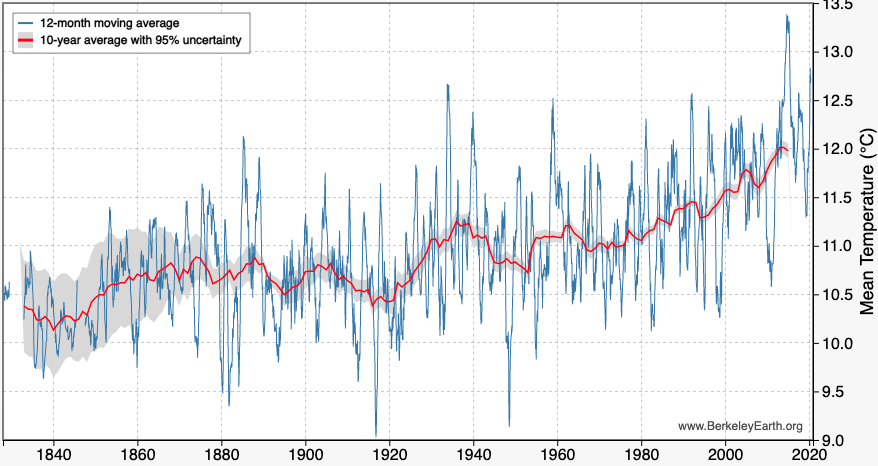 12-month moving average
10-year average with 95% uncertainty
13.5
13.0
12.5
12.0
11.5
11.0
10.5
10.0
9.5
9.0
Mean Temperature (°C)
www.BerkeleyEarth.org
1840 1860 1880 1900 1920 1940 1960 1980 2000 2020